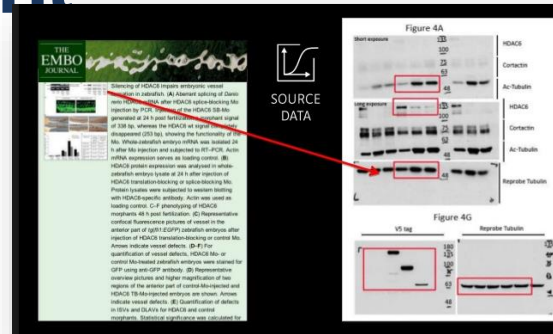 THE
EMBO
JOURNAL
Silencing of HDAC6 impairs embryonic vessel
formation in zebrafish. (A) Aberrant splicing of Danio
rerio HDAC6 mRNA after HDAC6 splice-blocking Mo
injection by PCR. Injection of the HDAC6 SB-Mo
generated at 24 h post fertilization aberrant signal
of 338 bp, whereas the HDAC6 wt signal completely
disappeared (253 bp), showing the functionality of the
Mo. Whole-zebrafish embryo mRNA was isolated 24
h after Mo injection and subjected to RT–PCR. Actin
mRNA expression serves as loading control. (B)
HDAC6 protein expression was analysed in whole-
zebrafish embryo lysate at 24 h after injection of
HDAC6 translation-blocking or splice-blocking Mo.
Protein lysates were subjected to western blotting
with HDAC6-specific antibody. Actin was used as
loading control. C–F phenotyping of HDAC6
morphants 48 h post fertilization. (C) Representative
confocal fluorescence pictures of vessel in the
anterior part of tg(fli1:EGFP) zebrafish embryos after
injection of HDAC6 translation-blocking or control Mo.
Arrows indicate vessel defects. (D–F) For
quantification of vessel defects, HDAC6 Mo- or
control Mo-treated zebrafish embryos were stained for
GFP using anti-GFP antibody. (D) Representative
overview pictures and higher magnification of two
regions of the anterior part of control-Mo-injected and
HDAC6 TB-Mo-injected embryos are shown. Arrows
indicate vessel defects. (E) Quantification of defects
in ISVs and DLAVs for HDAC6 and control
morphants. Statistical significance was calculated for
SOURCE
DATA
Figure 4A
Short exposure
HDAC6
100
75
Cortactin
63
Ac-Tubulin
48
Long exposure
HDAC6
100
75
Cortactin
63
Ac-Tubulin
48
Reprobe Tubulin
48
Figure 4G
V5 tag
Reprobe Tubulin
180
100
75
63
48